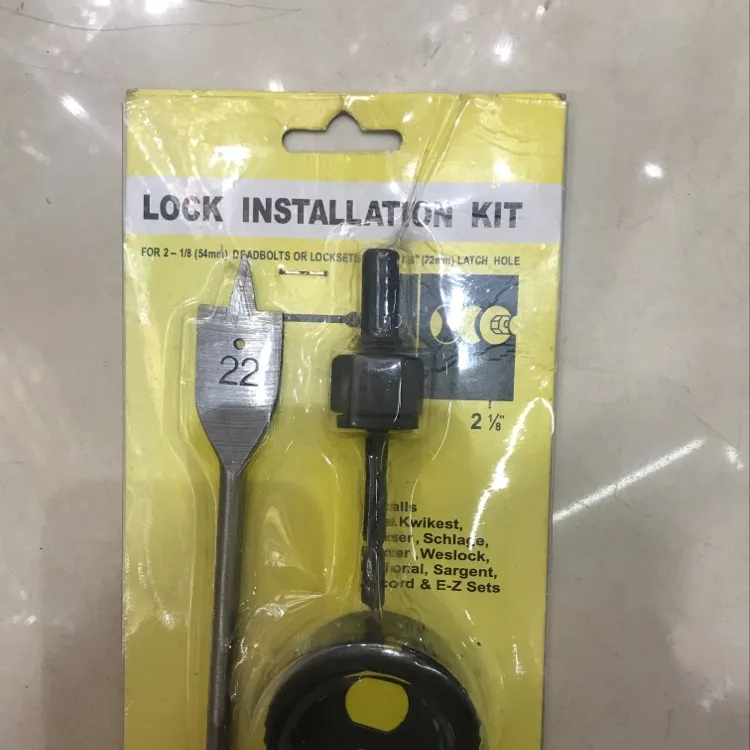 LOCK INSTALLATION KIT
FOR 2 – 1/8 (54mm) DEADBOLTS OR LOCKSETS (72mm) LATCH HOLE
22
2 ⅛"
Kwikest,
Schlage,
Weslock,
Sargent,
& E-Z Sets